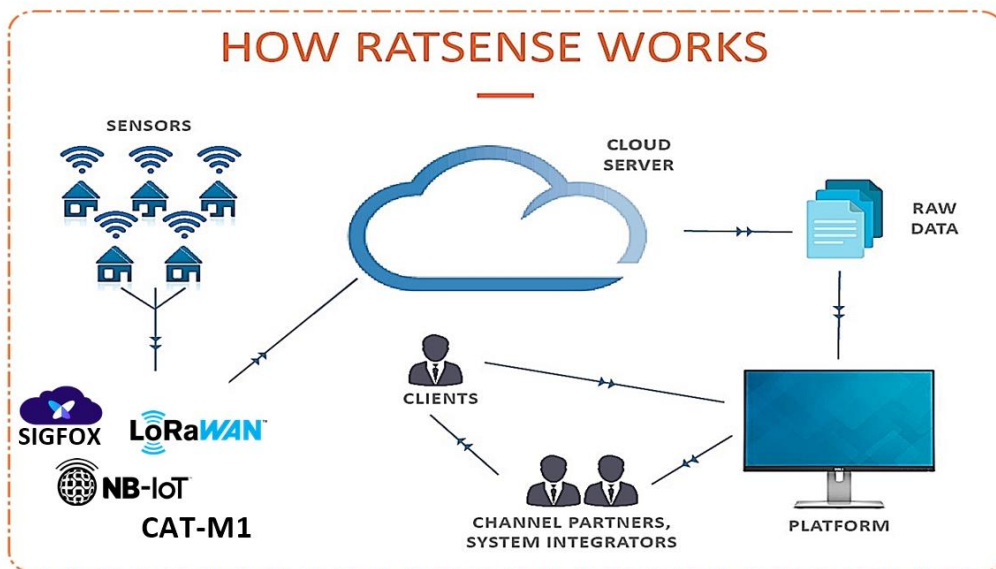 HOW RATSENSE WORKS
SENSORS
CLOUD
SERVER
RAW
DATA
SIGFOX
LoRaWAN™
NB-IoT
CAT-M1
CLIENTS
CHANNEL PARTNERS,
SYSTEM INTEGRATORS
PLATFORM